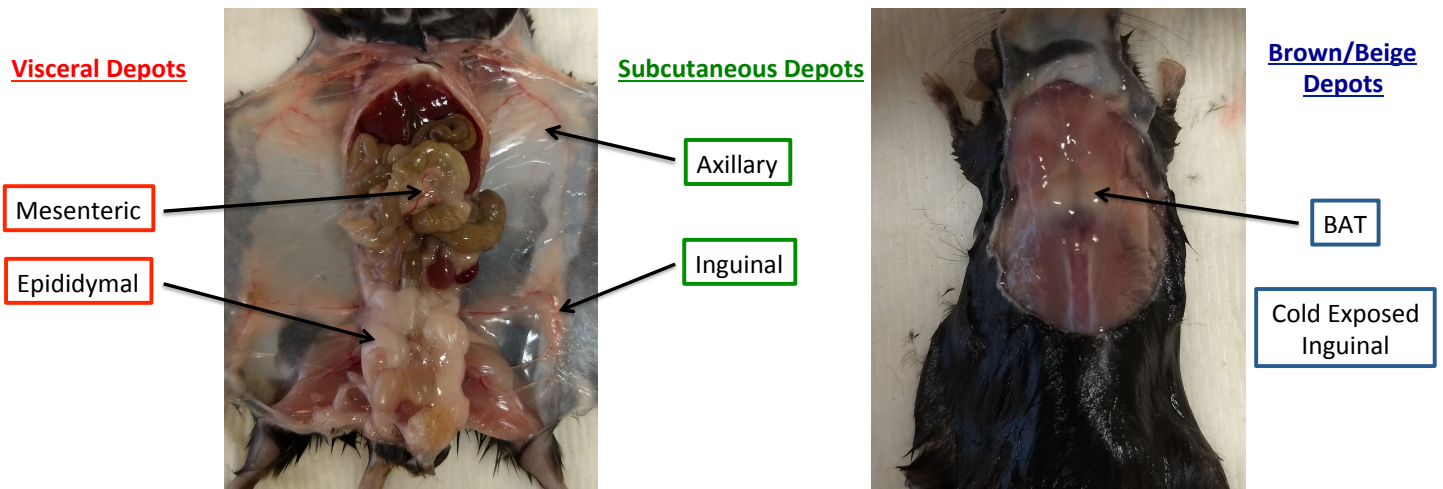 Visceral Depots
Mesenteric
Epididymal
Subcutaneous Depots
Axillary
Inguinal
Brown/Beige
Depots
BAT
Cold Exposed
Inguinal